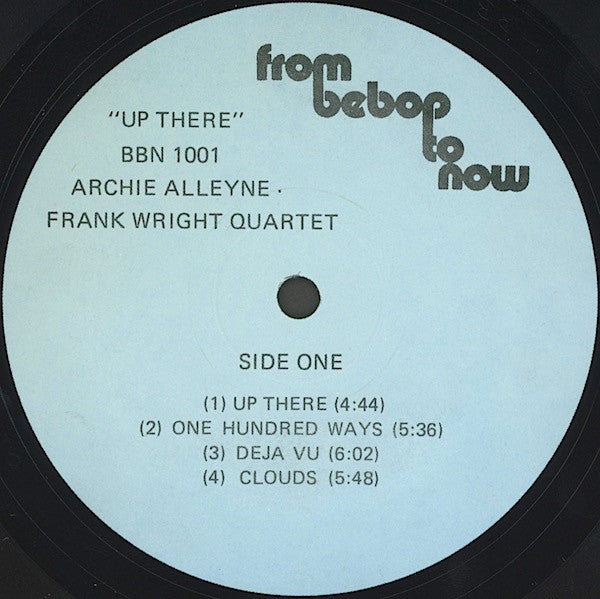 from
bebop
to
now
"UP THERE"
BBN 1001
ARCHIE ALLEYNE ·
FRANK WRIGHT QUARTET
SIDE ONE
(1) UP THERE (4:44)
(2) ONE HUNDRED WAYS (5:36)
(3) DEJA VU (6:02)
(4) CLOUDS (5:48)